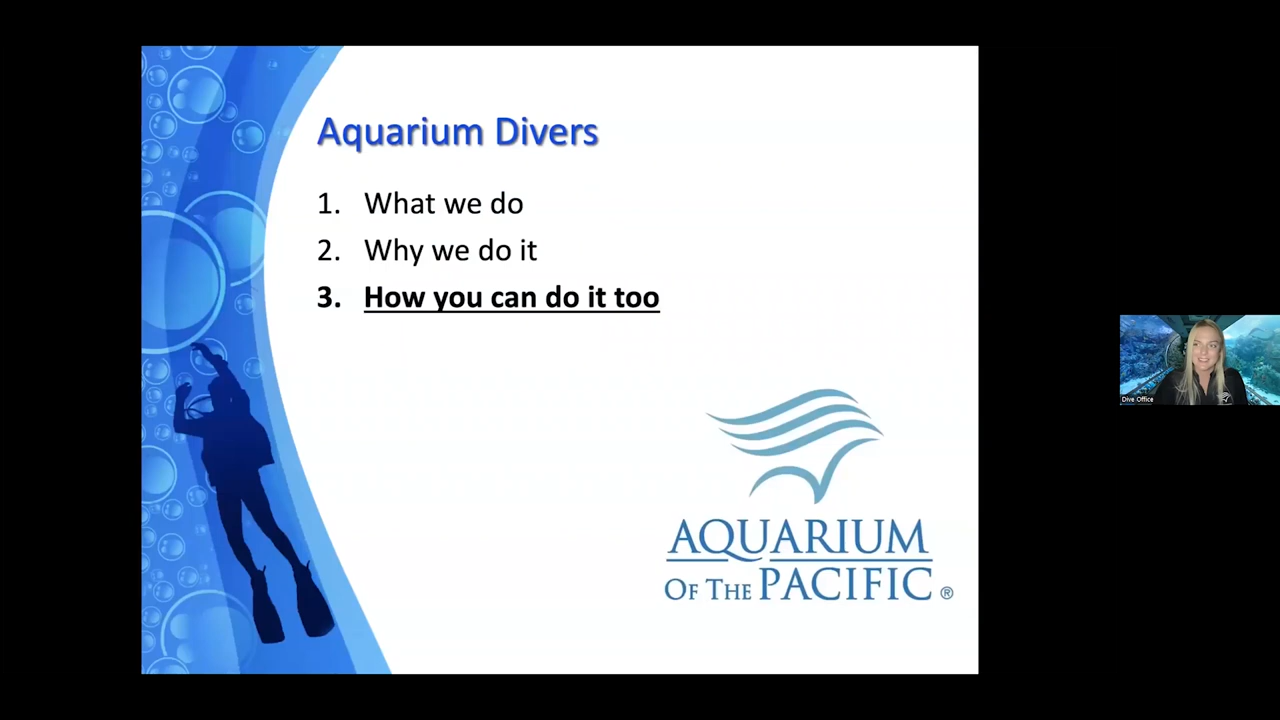 Aquarium Divers
1. What we do
2. Why we do it
3. How you can do it too
AQUARIUM
OF THE PACIFIC ®
Dive Office